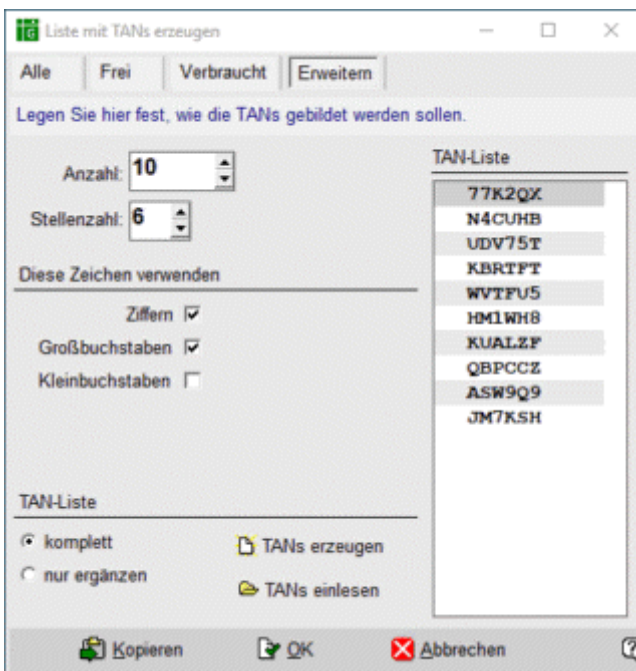 Liste mit TANs erzeugen
Alle Frei Verbraucht Erweitern
Legen Sie hier fest, wie die TANs gebildet werden sollen.
Anzahl: 10
Stellenzahl: 6
Diese Zeichen verwenden
Ziffern
Großbuchstaben
Kleinbuchstaben
TAN-Liste
komplett
nur ergänzen
TANs erzeugen
TANs einlesen
TAN-Liste
77K2QX
N4CUHB
UDV75T
KBRTFT
WVTFU5
HM1WH8
KUALZF
QBPCCZ
ASW9Q9
JM7KSH
Kopieren OK Abbrechen